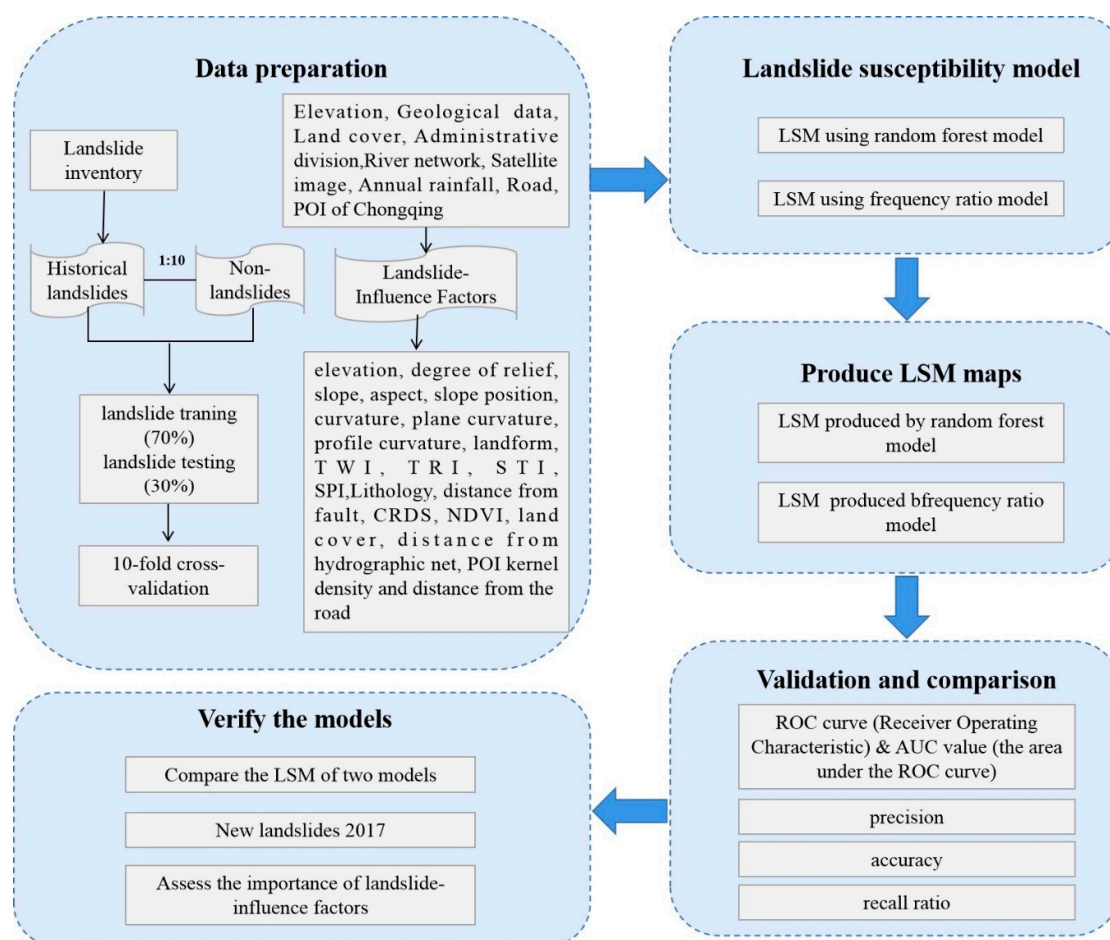 Data preparation
Landslide
inventory
Historical
landslides
1:10
Non-
landslides
landslide traning
(70%)
landslide testing
(30%)
10-fold cross-
validation
Elevation, Geological data,
Land cover, Administrative
division,River network, Satellite
image, Annual rainfall, Road,
POI of Chongqing
Landslide-
Influence Factors
elevation, degree of relief,
slope, aspect, slope position,
curvature, plane curvature,
profile curvature, landform,
TWI, TRI, STI,
SPI,Lithology, distance from
fault, CRDS, NDVI, land
cover, distance from
hydrographic net, POI kernel
density and distance from the
road
Landslide susceptibility model
LSM using random forest model
LSM using frequency ratio model
Produce LSM maps
LSM produced by random forest
model
LSM produced bfrequency ratio
model
Validation and comparison
ROC curve (Receiver Operating
Characteristic) & AUC value (the area
under the ROC curve)
precision
accuracy
recall ratio
Verify the models
Compare the LSM of two models
New landslides 2017
Assess the importance of landslide-
influence factors